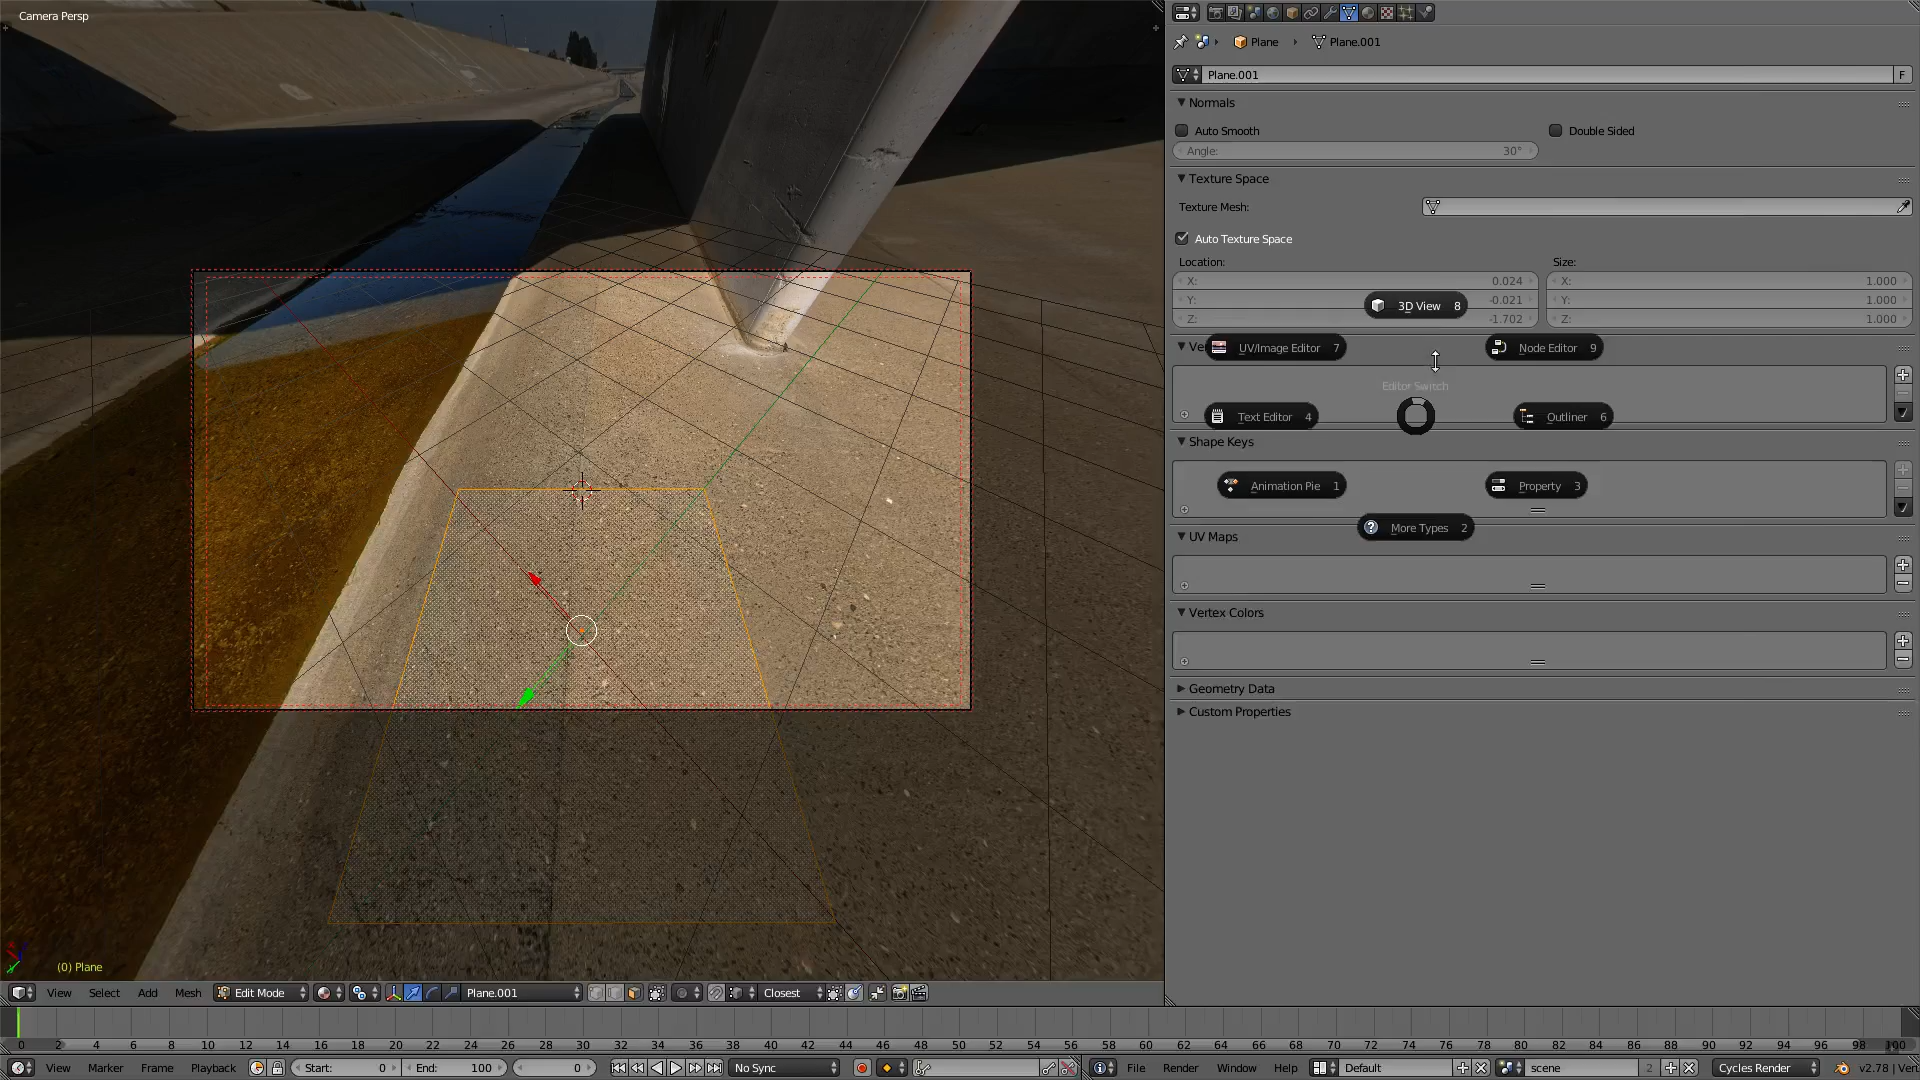 Camera Persp
Plane Plane.001
Plane.001 F
Normals
Auto Smooth Double Sided
Angle: 30°
Texture Space
Texture Mesh:
Auto Texture Space
Location: Size:
X: 0.024 X: 1.000
Y: -0.021 Y: 1.000
Z: -1.702 Z: 1.000
3D View 8
UV/Image Editor 7
Node Editor 9
Editor Switch
Text Editor 4
Outliner 6
Shape Keys
Animation Pie 1
Property 3
More Types 2
UV Maps
Vertex Colors
Geometry Data
Custom Properties
(0) Plane
View Select Add Mesh Edit Mode Plane.001 Closest
0 2 4 6 8 10 12 14 16 18 20 22 24 26 28 30 32 34 36 38 40 42 44 46 48 50 52 54 56 58 60 62 64 66 68 70 72 74 76 78 80 82 84 86 88 90 92 94 96 98 100
View Marker Frame Playback Start: 0 End: 100 0 No Sync File Render Window Help Default scene 2 Cycles Render v2.78 | Ver